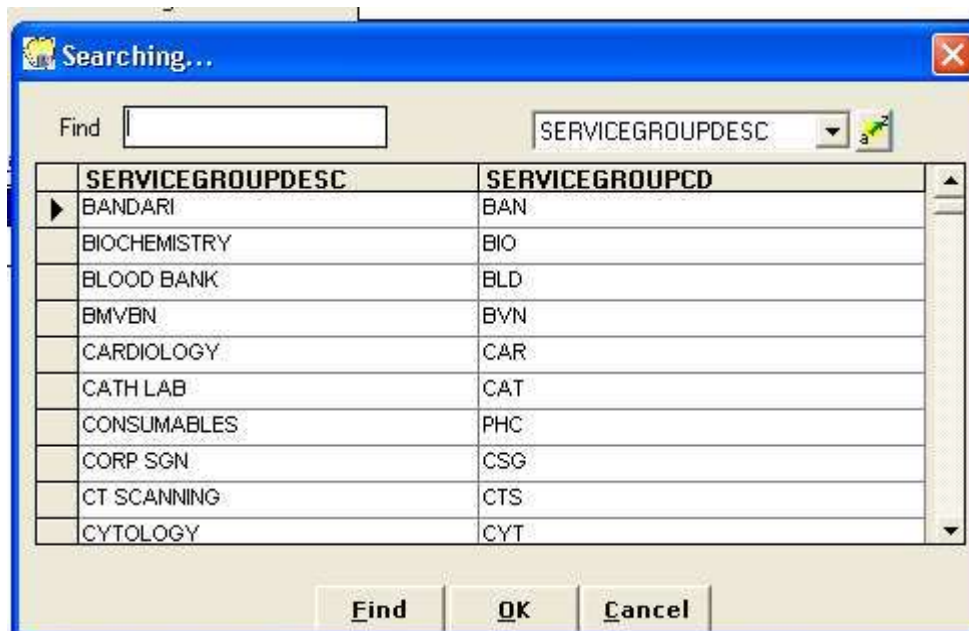 Searching...
Find
SERVICEGROUPDESC
SERVICEGROUPDESC SERVICEGROUPCD
BANDARI BAN
BIOCHEMISTRY BIO
BLOOD BANK BLD
BMVBN BVN
CARDIOLOGY CAR
CATH LAB CAT
CONSUMABLES PHC
CORP SGN CSG
CT SCANNING CTS
CYTOLOGY CYT
Find OK Cancel